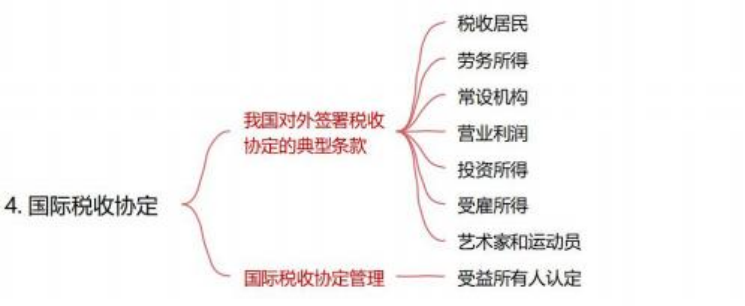 4. 国际税收协定
我国对外签署税收
协定的典型条款
税收居民
劳务所得
常设机构
营业利润
投资所得
受雇所得
艺术家和运动员
国际税收协定管理
受益所有人认定